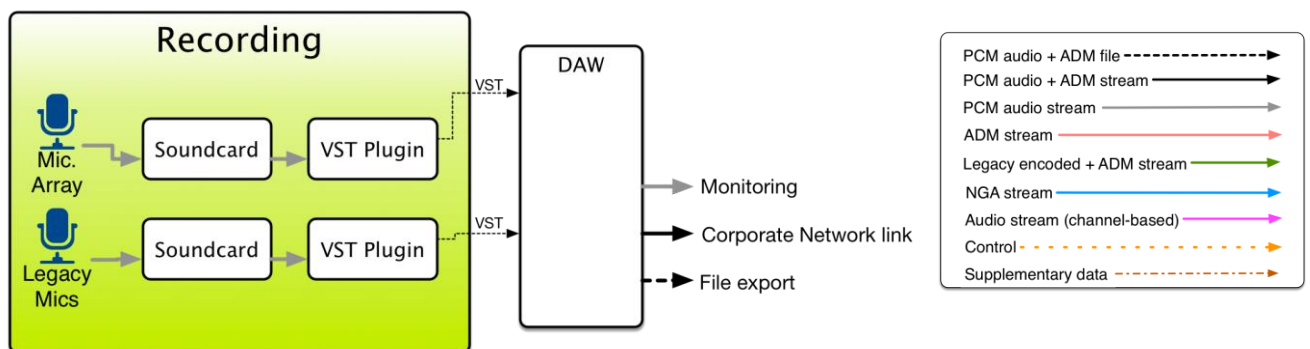 Recording
Mic.
Array
Soundcard
VST Plugin
VST
Legacy
Mics
Soundcard
VST Plugin
VST
DAW
Monitoring
Corporate Network link
File export
PCM audio + ADM file
PCM audio + ADM stream
PCM audio stream
ADM stream
Legacy encoded + ADM stream
NGA stream
Audio stream (channel-based)
Control
Supplementary data